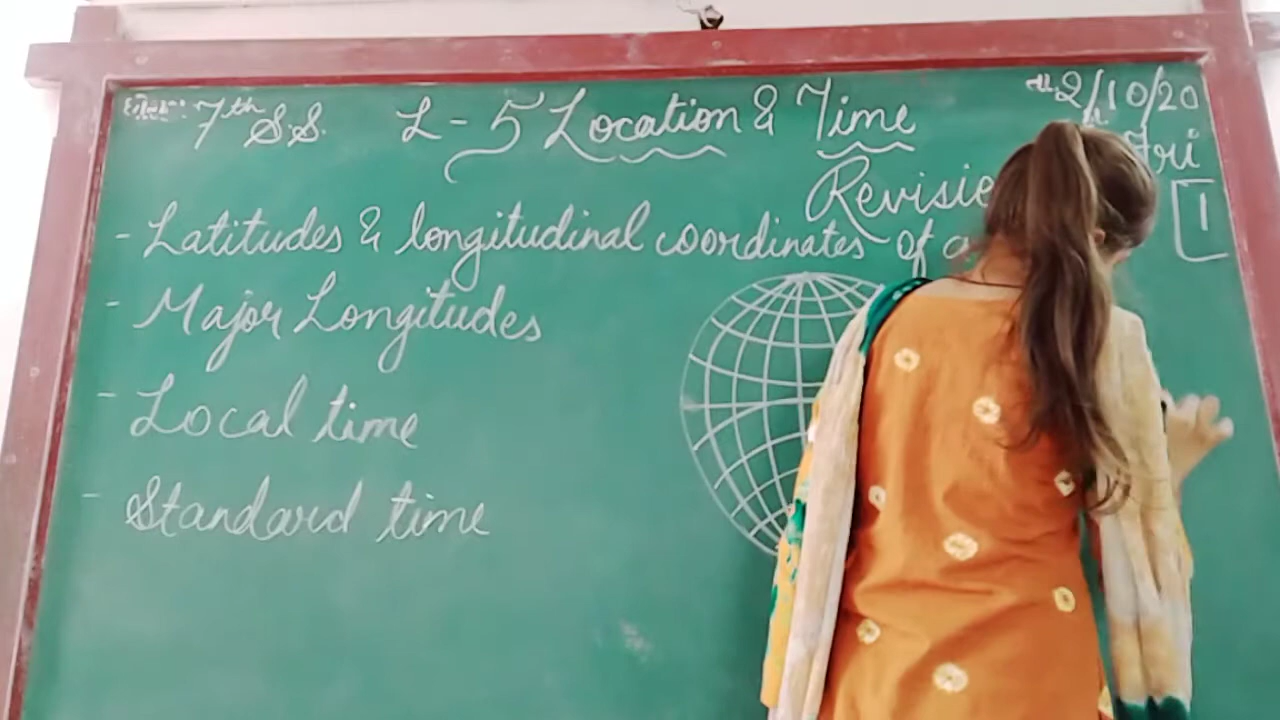 7th S.S. L-5 Location & Time 2/10/20
Fri
Revisio
[1
- Latitudes & longitudinal coordinates of a
- Major Longitudes
- Local time
- Standard time